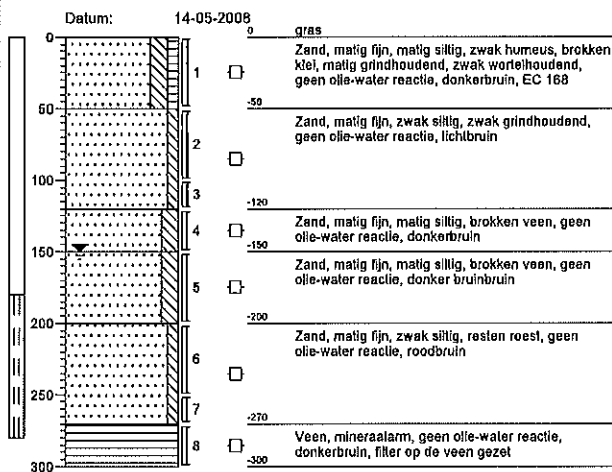 Datum: 14-05-2008
0 gras
0
Zand, matig fijn, matig siltig, zwak humeus, brokken
klei, matig grindhoudend, zwak wortelhoudend,
geen olie-water reactie, donkerbruin, EC 168
1
50
-50
Zand, matig fijn, zwak siltig, zwak grindhoudend,
geen olie-water reactie, lichtbruin
2
100
3
-120
Zand, matig fijn, matig siltig, brokken veen, geen
olie-water reactie, donkerbruin
4
150
-150
Zand, matig fijn, matig siltig, brokken veen, geen
olie-water reactie, donker bruinbruin
5
200
-200
Zand, matig fijn, zwak siltig, resten roest, geen
olie-water reactie, roodbruin
6
250
7
-270
Veen, mineraalarm, geen olie-water reactie,
donkerbruin, filter op de veen gezet
8
300
-300